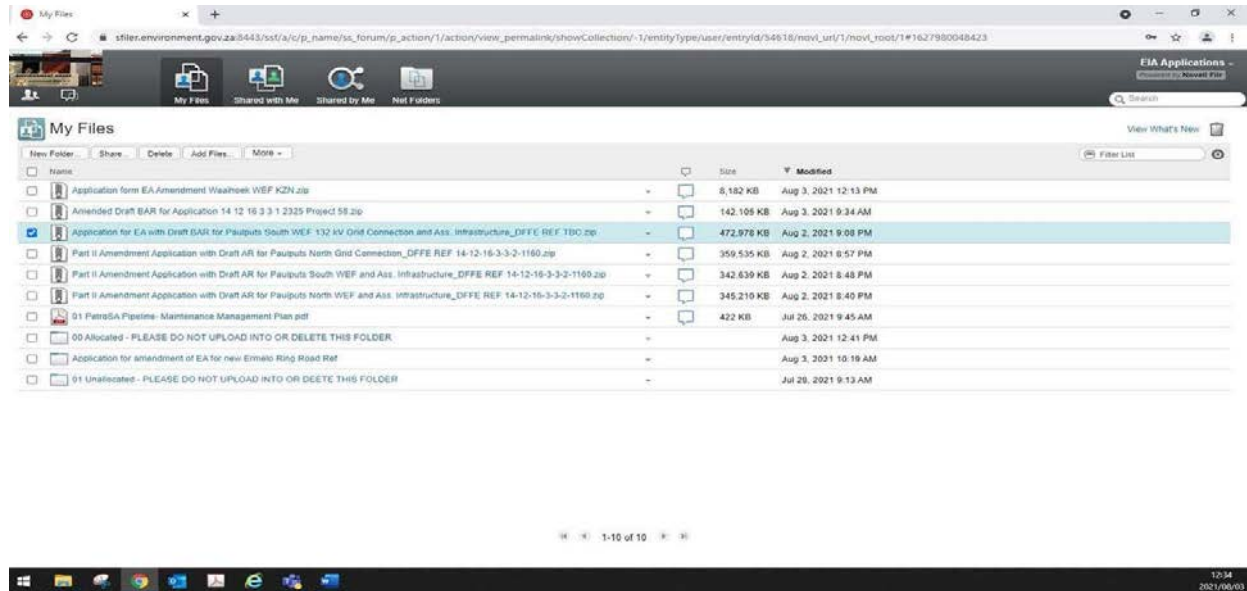 My Files
sfiler.environment.gov.za:8443/ssf/a/c/p_name/ss_forum/p_action/1/action/view_permalink/showCollection/-1/entityType/user/entryId/54618/novl_url/1/novl_root/1#1627980048423
EIA Applications
Powered by Novell Filr
My Files Shared with Me Shared by Me Net Folders
Search
My Files
View What's New
New Folder... Share... Delete Add Files... More
Filter List
Name Size Modified
Application form EA Amendment Waaihoek WEF KZN.zip 8,182 KB Aug 3, 2021 12:13 PM
Amended Draft BAR for Application 14 12 16 3 3 1 2325 Project 58.zip 142,105 KB Aug 3, 2021 9:34 AM
Application for EA with Draft BAR for Paulputs South WEF 132 kV Grid Connection and Ass. Infrastructure_DFFE REF TBC.zip 472,978 KB Aug 2, 2021 9:08 PM
Part II Amendment Application with Draft AR for Paulputs North Grid Connection_DFFE REF 14-12-16-3-3-2-1160.zip 359,535 KB Aug 2, 2021 8:57 PM
Part II Amendment Application with Draft AR for Paulputs South WEF and Ass. Infrastructure_DFFE REF 14-12-16-3-3-2-1160.zip 342,639 KB Aug 2, 2021 8:48 PM
Part II Amendment Application with Draft AR for Paulputs North WEF and Ass. Infrastructure_DFFE REF 14-12-16-3-3-2-1160.zip 345,210 KB Aug 2, 2021 8:40 PM
01 PetroSA Pipeline- Maintenance Management Plan.pdf 422 KB Jul 26, 2021 9:45 AM
00 Allocated - PLEASE DO NOT UPLOAD INTO OR DELETE THIS FOLDER Aug 3, 2021 12:41 PM
Application for amendment of EA for new Ermelo Ring Road Ref Aug 3, 2021 10:19 AM
01 Unallocated - PLEASE DO NOT UPLOAD INTO OR DEETE THIS FOLDER Jul 28, 2021 9:13 AM
1-10 of 10
12:34
2021/08/03